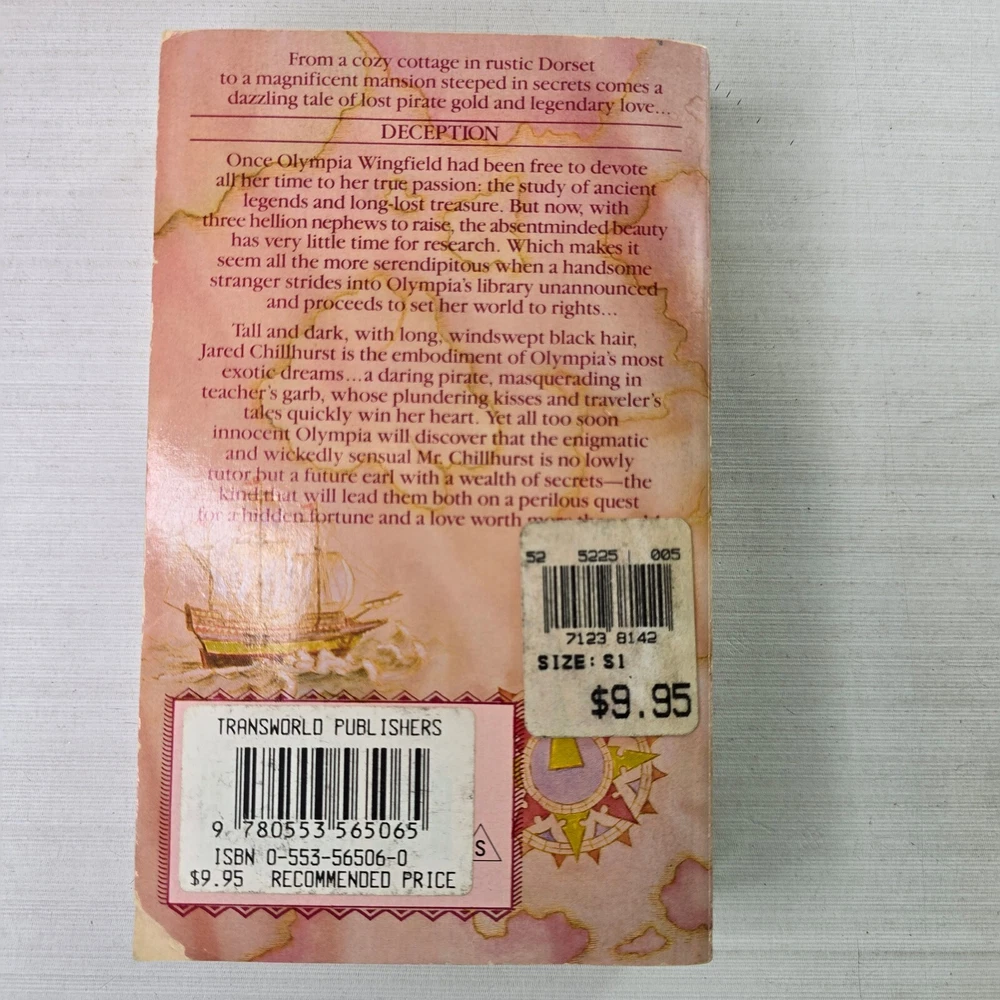 From a cozy cottage in rustic Dorset
to a magnificent mansion steeped in secrets comes a
dazzling tale of lost pirate gold and legendary love...
DECEPTION
Once Olympia Wingfield had been free to devote
all her time to her true passion: the study of ancient
legends and long-lost treasure. But now, with
three hellion nephews to raise, the absentminded beauty
has very little time for research. Which makes it
seem all the more serendipitous when a handsome
stranger strides into Olympia's library unannounced
and proceeds to set her world to rights...
Tall and dark, with long, windswept black hair,
Jared Chillhurst is the embodiment of Olympia's most
exotic dreams...a daring pirate, masquerading in
teacher's garb, whose plundering kisses and traveler's
tales quickly win her heart. Yet all too soon
innocent Olympia will discover that the enigmatic
and wickedly sensual Mr. Chillhurst is no lowly
tutor but a future earl with a wealth of secrets—the
kind that will lead them both on a perilous quest
for a hidden fortune and a love worth
52 5225 005
7123 8142
SIZE: S1
$9.95
TRANSWORLD PUBLISHERS
9 780553 565065
ISBN 0-553-56506-0
$9.95 RECOMMENDED PRICE
S